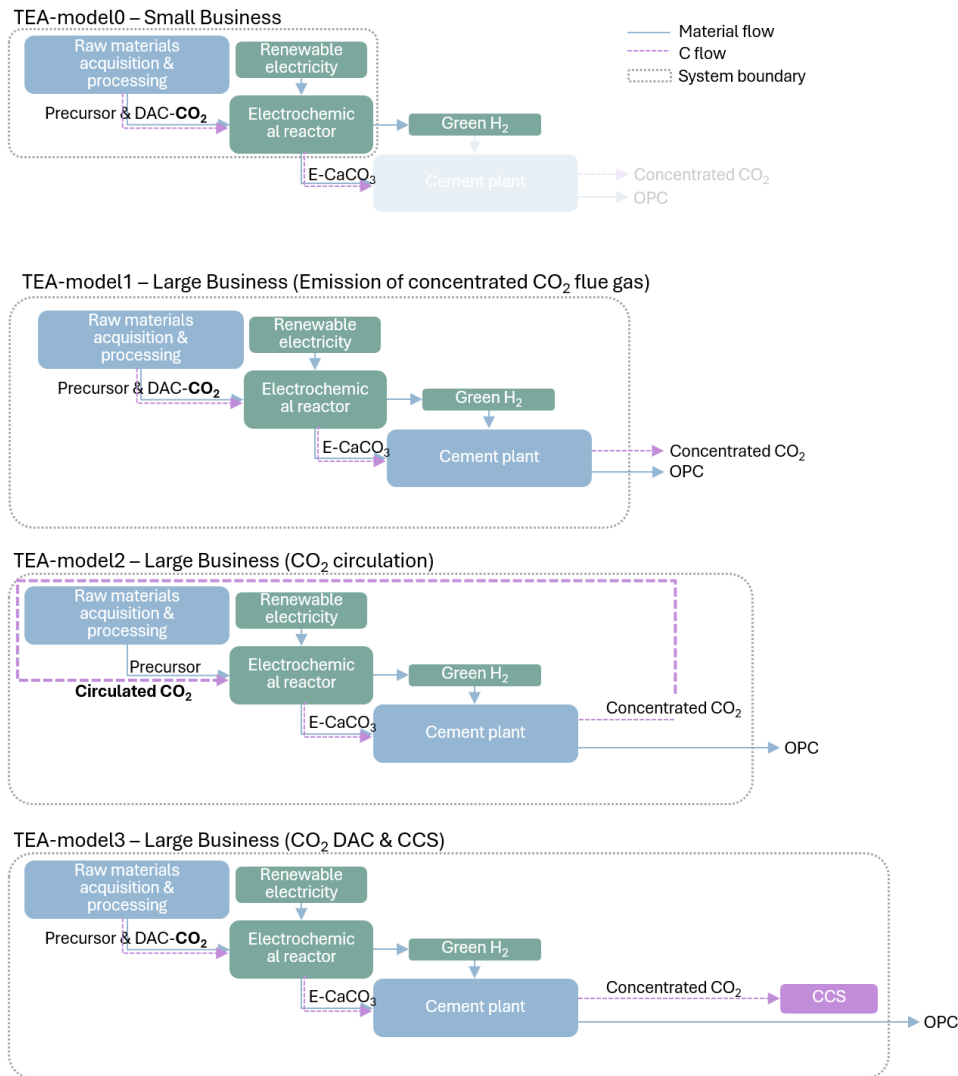 TEA-model0 – Small Business
Raw materials
acquisition &
processing
Renewable
electricity
Material flow
C flow
System boundary
Precursor & DAC-CO₂
Electrochemic
al reactor
Green H₂
E-CaCO₃
Cement plant
Concentrated CO₂
OPC
TEA-model1 – Large Business (Emission of concentrated CO₂ flue gas)
Raw materials
acquisition &
processing
Renewable
electricity
Precursor & DAC-CO₂
Electrochemic
al reactor
Green H₂
E-CaCO₃
Cement plant
Concentrated CO₂
OPC
TEA-model2 – Large Business (CO₂ circulation)
Raw materials
acquisition &
processing
Renewable
electricity
Precursor
Circulated CO₂
Electrochemic
al reactor
Green H₂
E-CaCO₃
Cement plant
Concentrated CO₂
OPC
TEA-model3 – Large Business (CO₂ DAC & CCS)
Raw materials
acquisition &
processing
Renewable
electricity
Precursor & DAC-CO₂
Electrochemic
al reactor
Green H₂
E-CaCO₃
Cement plant
Concentrated CO₂
CCS
OPC